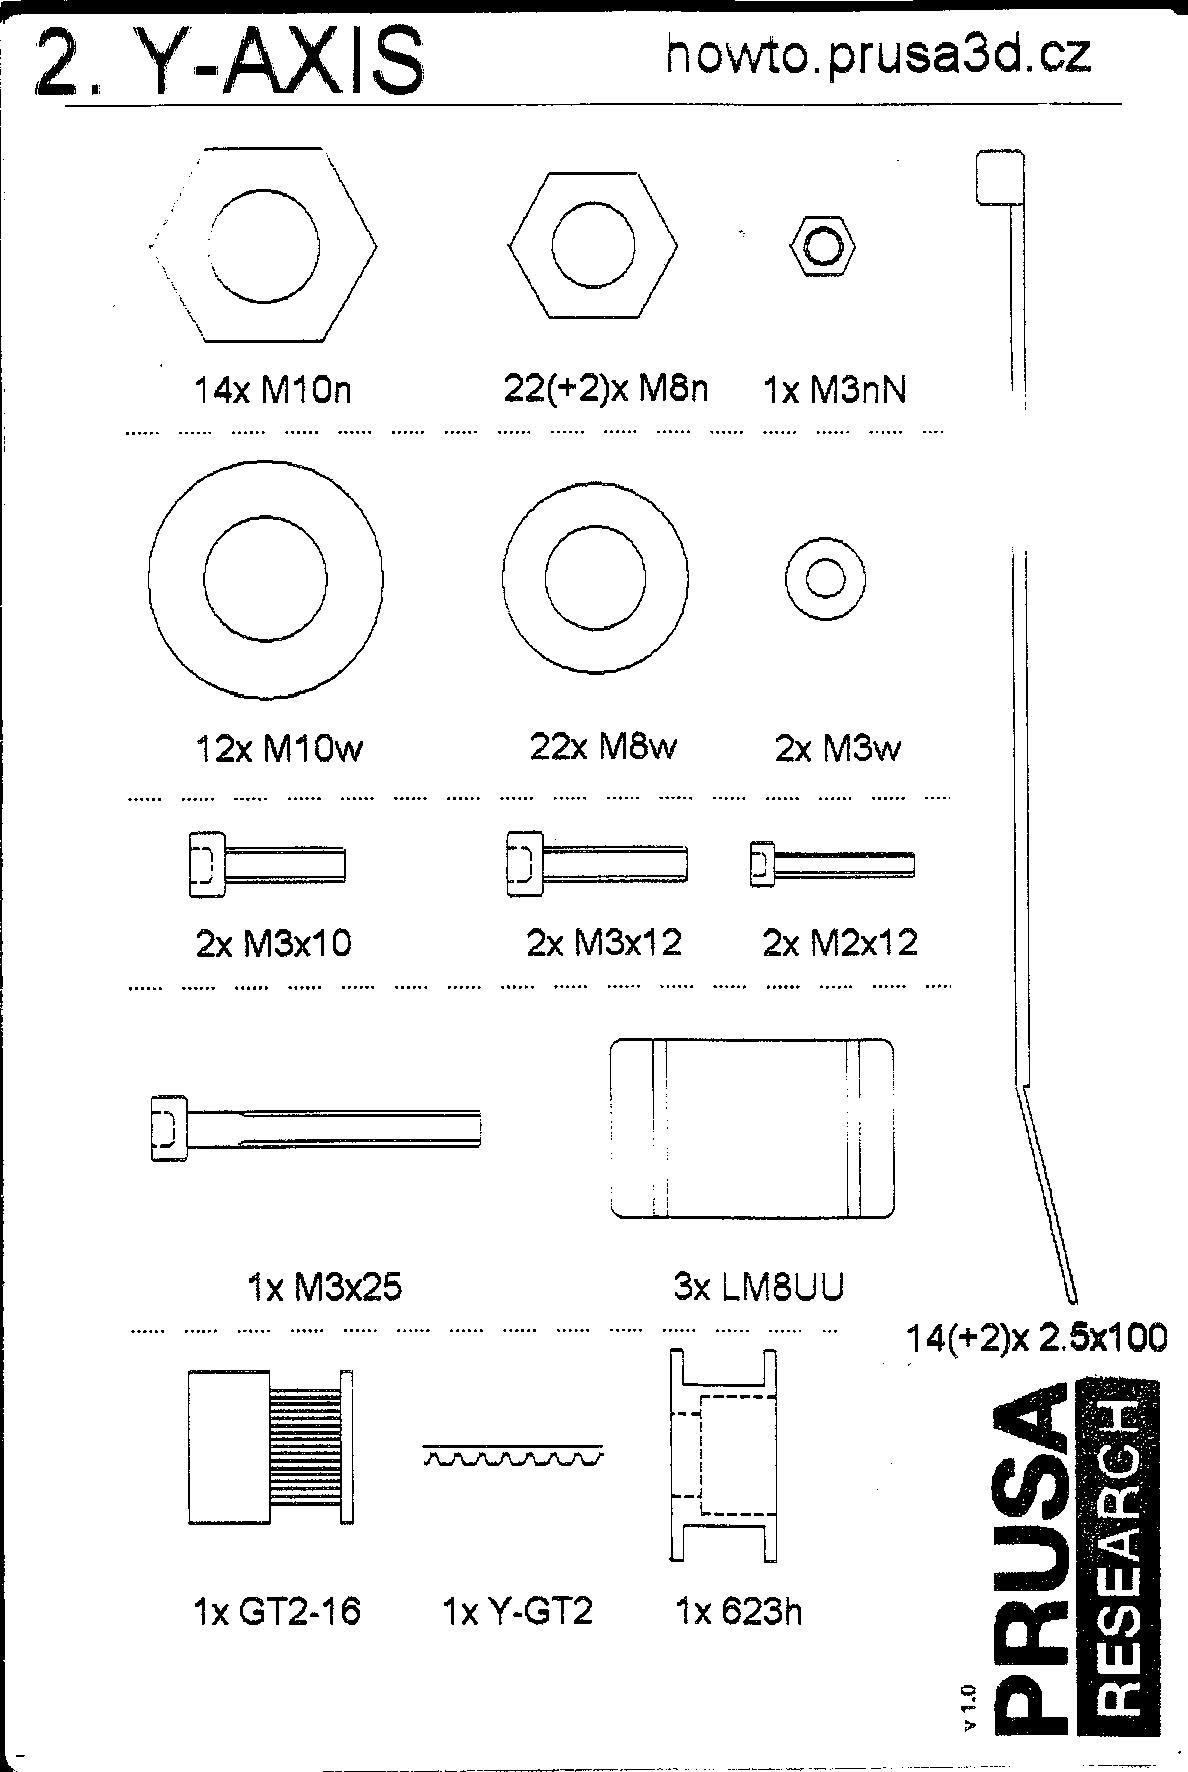 2. Y-AXIS howto.prusa3d.cz
14x M10n 22(+2)x M8n 1x M3nN
12x M10w 22x M8w 2x M3w
2x M3x10 2x M3x12 2x M2x12
1x M3x25 3x LM8UU
14(+2)x 2.5x100
1x GT2-16 1x Y-GT2 1x 623h
v 1.0
PRUSA
RESEARCH